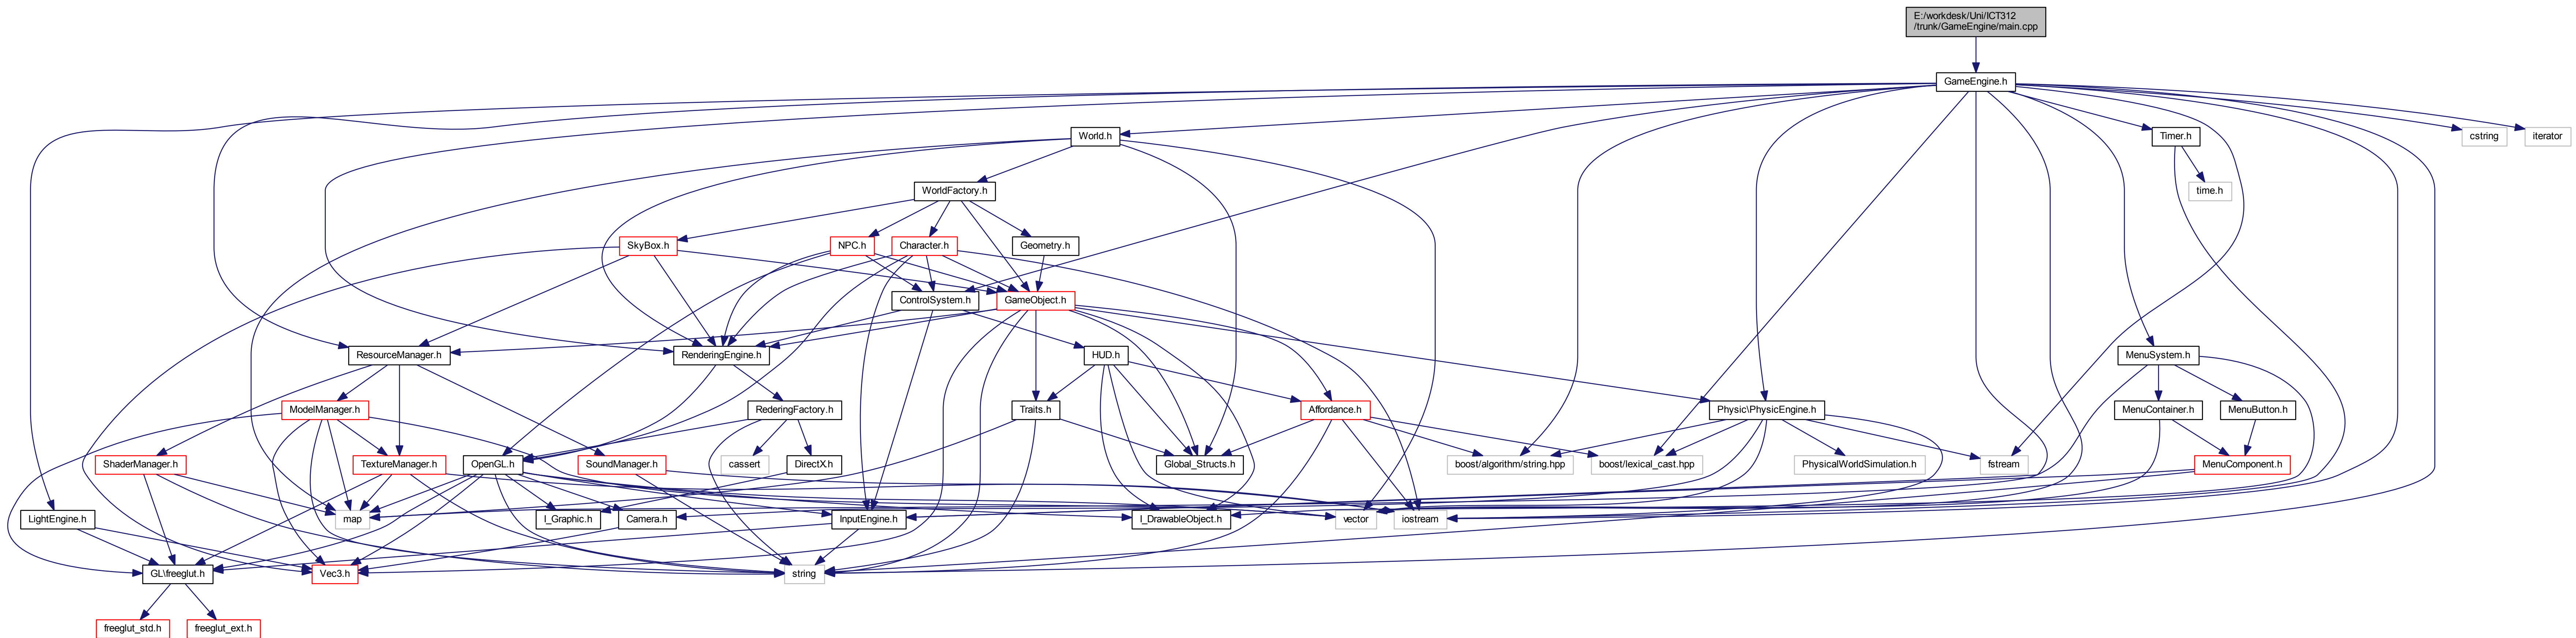 E:/workdesk/Uni/ICT312
/trunk/GameEngine/main.cpp
GameEngine.h
World.h
Timer.h
cstring
iterator
WorldFactory.h
time.h
SkyBox.h
NPC.h
Character.h
Geometry.h
ControlSystem.h
GameObject.h
ResourceManager.h
RenderingEngine.h
HUD.h
MenuSystem.h
ModelManager.h
RederingFactory.h
Traits.h
Affordance.h
Physic\PhysicEngine.h
MenuContainer.h
MenuButton.h
ShaderManager.h
TextureManager.h
OpenGL.h
SoundManager.h
cassert
DirectX.h
Global_Structs.h
boost/algorithm/string.hpp
boost/lexical_cast.hpp
PhysicalWorldSimulation.h
fstream
MenuComponent.h
LightEngine.h
map
I_Graphic.h
Camera.h
InputEngine.h
I_DrawableObject.h
vector
iostream
GL\freeglut.h
Vec3.h
string
freeglut_std.h
freeglut_ext.h